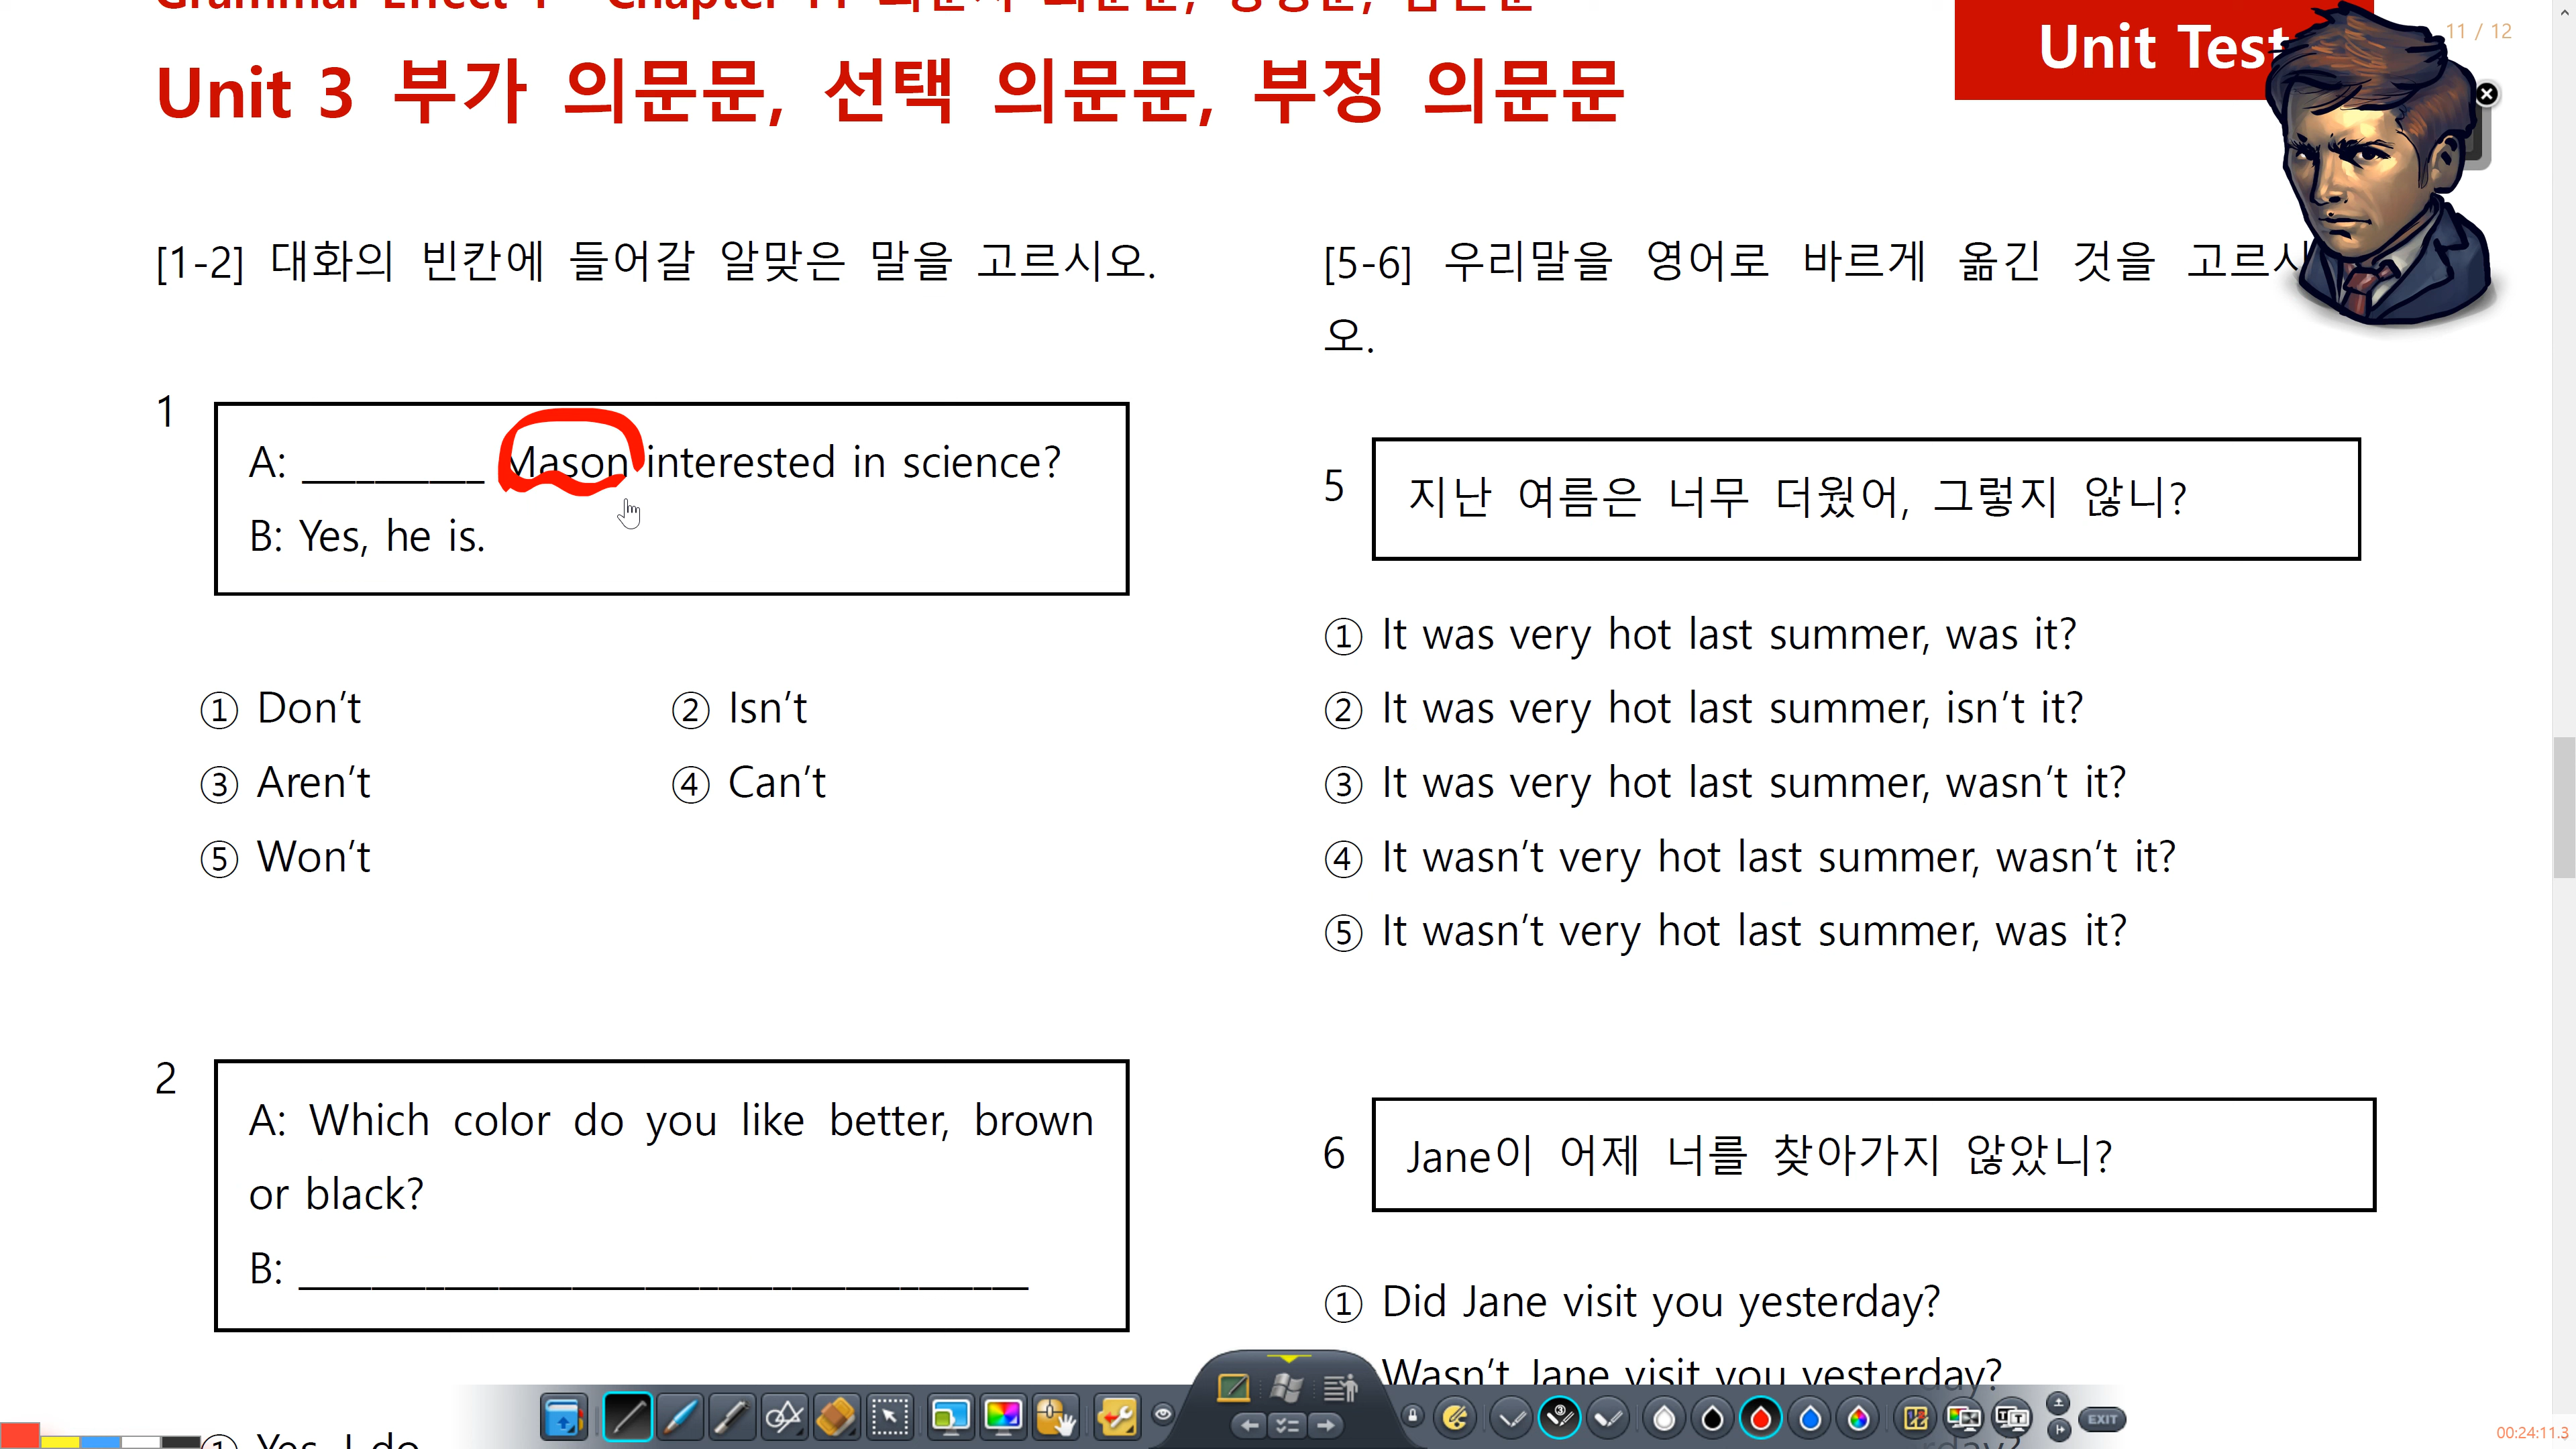 Unit 3 부가 의문문, 선택 의문문, 부정 의문문
Unit Test
11 / 12
[1-2] 대화의 빈칸에 들어갈 알맞은 말을 고르시오.
1
A: ________ Mason interested in science?
B: Yes, he is.
① Don't
② Isn't
③ Aren't
④ Can't
⑤ Won't
2
A: Which color do you like better, brown
or black?
B: ________________________________
① Yes, I do
[5-6] 우리말을 영어로 바르게 옮긴 것을 고르시
오.
5
지난 여름은 너무 더웠어, 그렇지 않니?
① It was very hot last summer, was it?
② It was very hot last summer, isn't it?
③ It was very hot last summer, wasn't it?
④ It wasn't very hot last summer, wasn't it?
⑤ It wasn't very hot last summer, was it?
6
Jane이 어제 너를 찾아가지 않았니?
① Did Jane visit you yesterday?
Wasn't Jane visit you yesterday?
EXIT
00:24:11.3